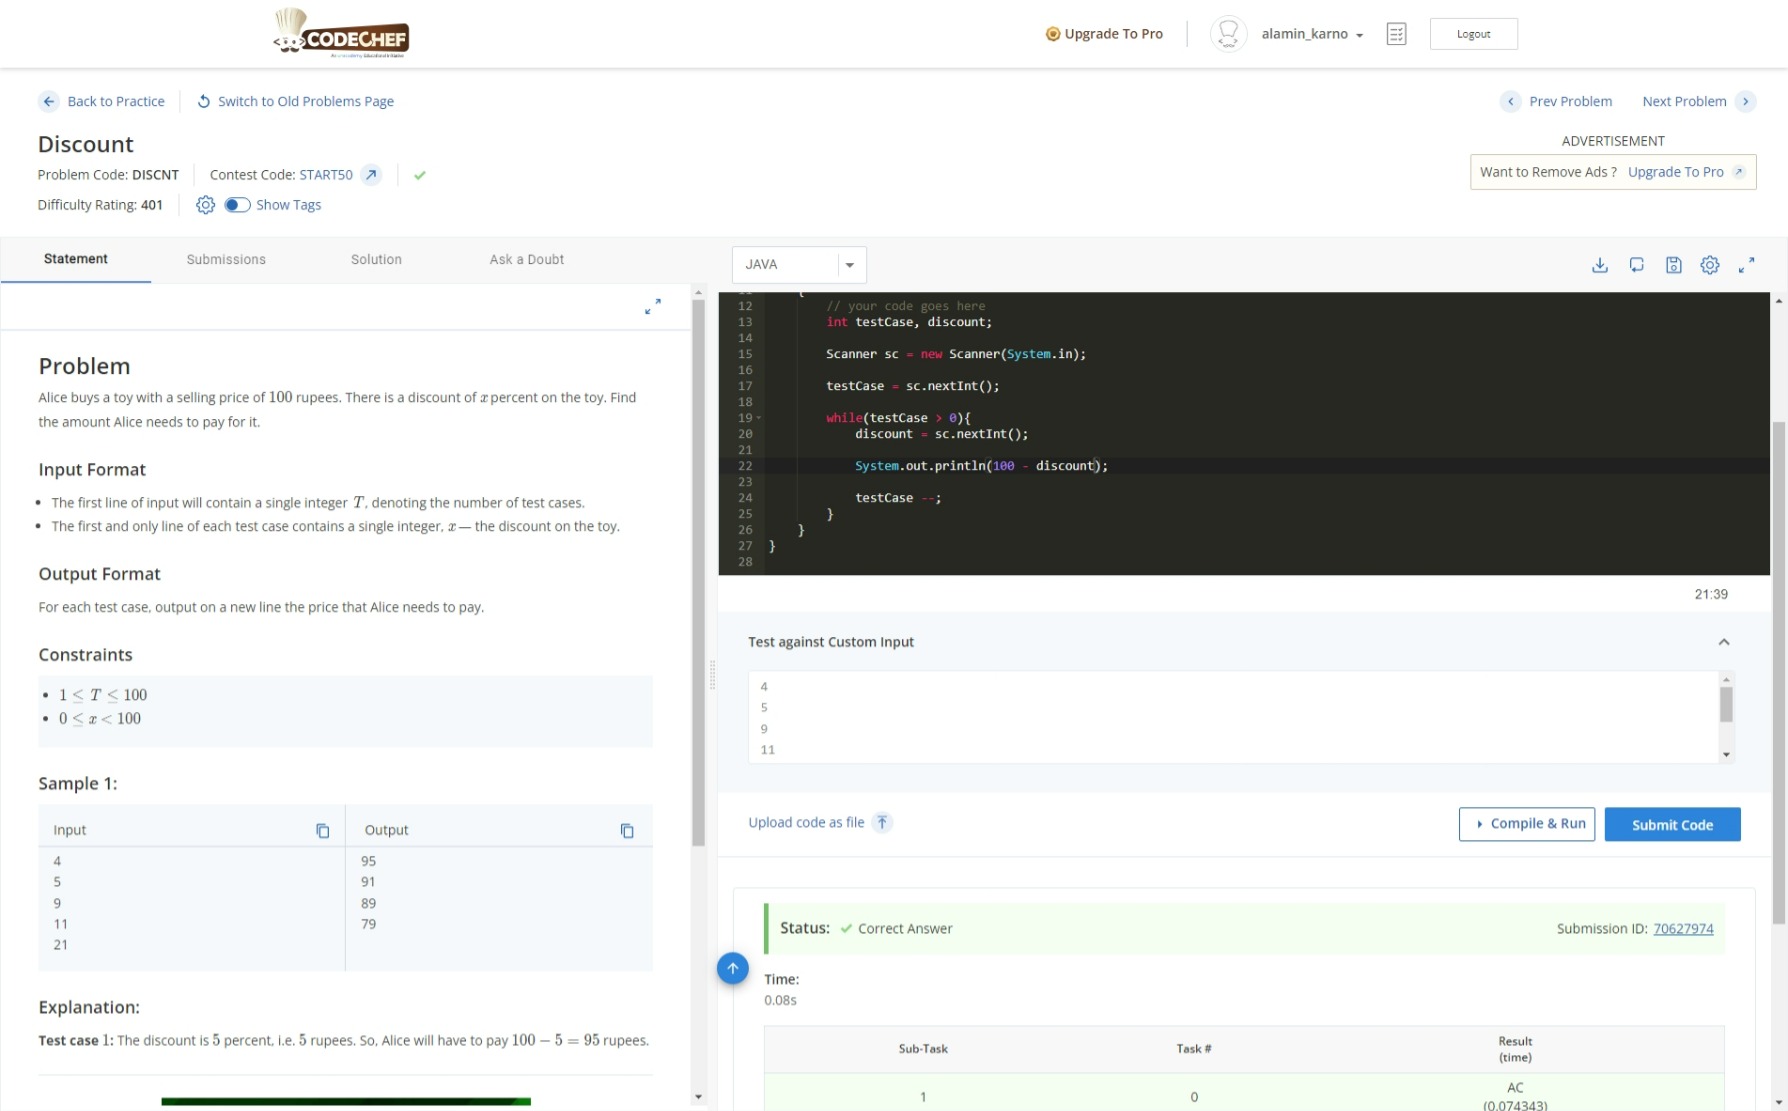 CODECHEF
Upgrade To Pro
alamin_karno
Logout
Back to Practice
Switch to Old Problems Page
Prev Problem
Next Problem
Discount
ADVERTISEMENT
Problem Code: DISCNT
Contest Code: START50
Want to Remove Ads ? Upgrade To Pro
Difficulty Rating: 401
Show Tags
Statement
Submissions
Solution
Ask a Doubt
Problem
Alice buys a toy with a selling price of 100 rupees. There is a discount of x percent on the toy. Find
the amount Alice needs to pay for it.
Input Format
• The first line of input will contain a single integer T, denoting the number of test cases.
• The first and only line of each test case contains a single integer, x — the discount on the toy.
Output Format
For each test case, output on a new line the price that Alice needs to pay.
Constraints
• 1 ≤ T ≤ 100
• 0 ≤ x < 100
Sample 1:
Input
Output
4
95
5
91
9
89
11
79
21
Explanation:
Test case 1: The discount is 5 percent, i.e. 5 rupees. So, Alice will have to pay 100 − 5 = 95 rupees.
JAVA
12 // your code goes here
13 int testCase, discount;
14
15 Scanner sc = new Scanner(System.in);
16
17 testCase = sc.nextInt();
18
19 while(testCase > 0){
20 discount = sc.nextInt();
21
22 System.out.println(100 - discount);
23
24 testCase --;
25 }
26 }
27 }
28
21:39
Test against Custom Input
4
5
9
11
Upload code as file
Compile & Run
Submit Code
Status: Correct Answer
Submission ID: 70627974
Time:
0.08s
Sub-Task
Task #
Result
(time)
1
0
AC
(0.074343)